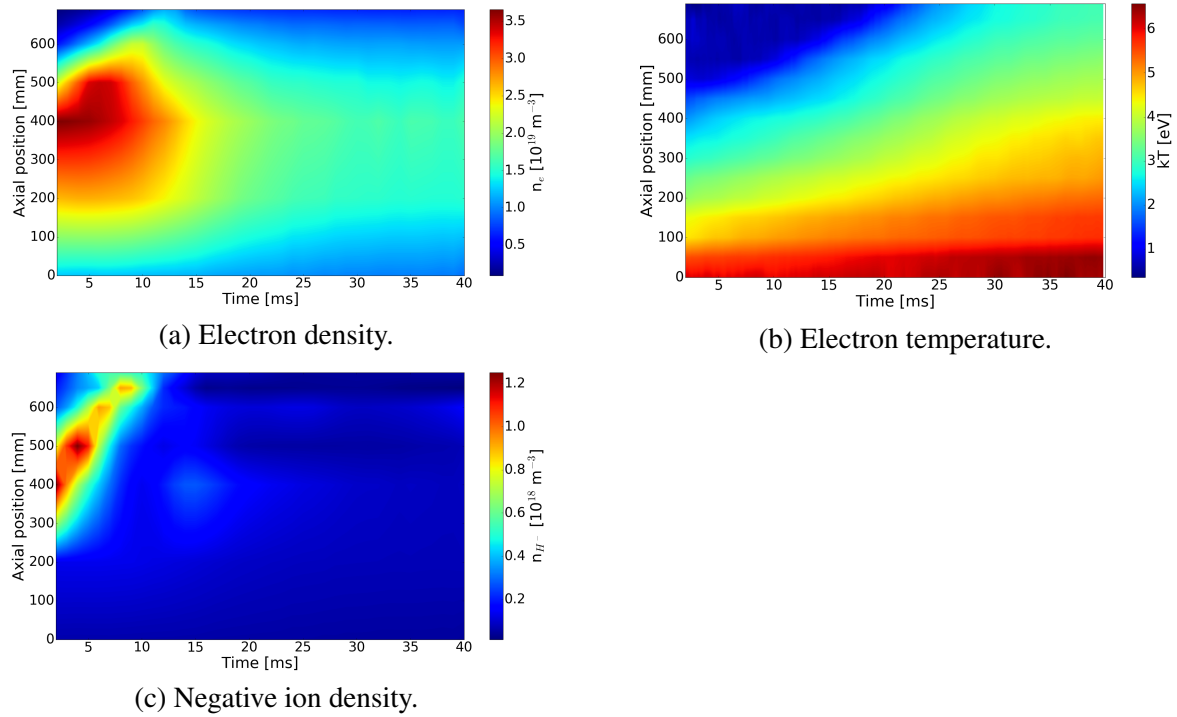 600
500
400
300
200
100
0
Axial position [mm]
5 10 15 20 25 30 35 40
Time [ms]
3.5
3.0
2.5
2.0
1.5
1.0
0.5
n_e [10^19 m^-3]
(a) Electron density.
600
500
400
300
200
100
0
Axial position [mm]
5 10 15 20 25 30 35 40
Time [ms]
6
5
4
3
2
1
kT [eV]
(b) Electron temperature.
600
500
400
300
200
100
0
Axial position [mm]
5 10 15 20 25 30 35 40
Time [ms]
1.2
1.0
0.8
0.6
0.4
0.2
n_H^- [10^18 m^-3]
(c) Negative ion density.